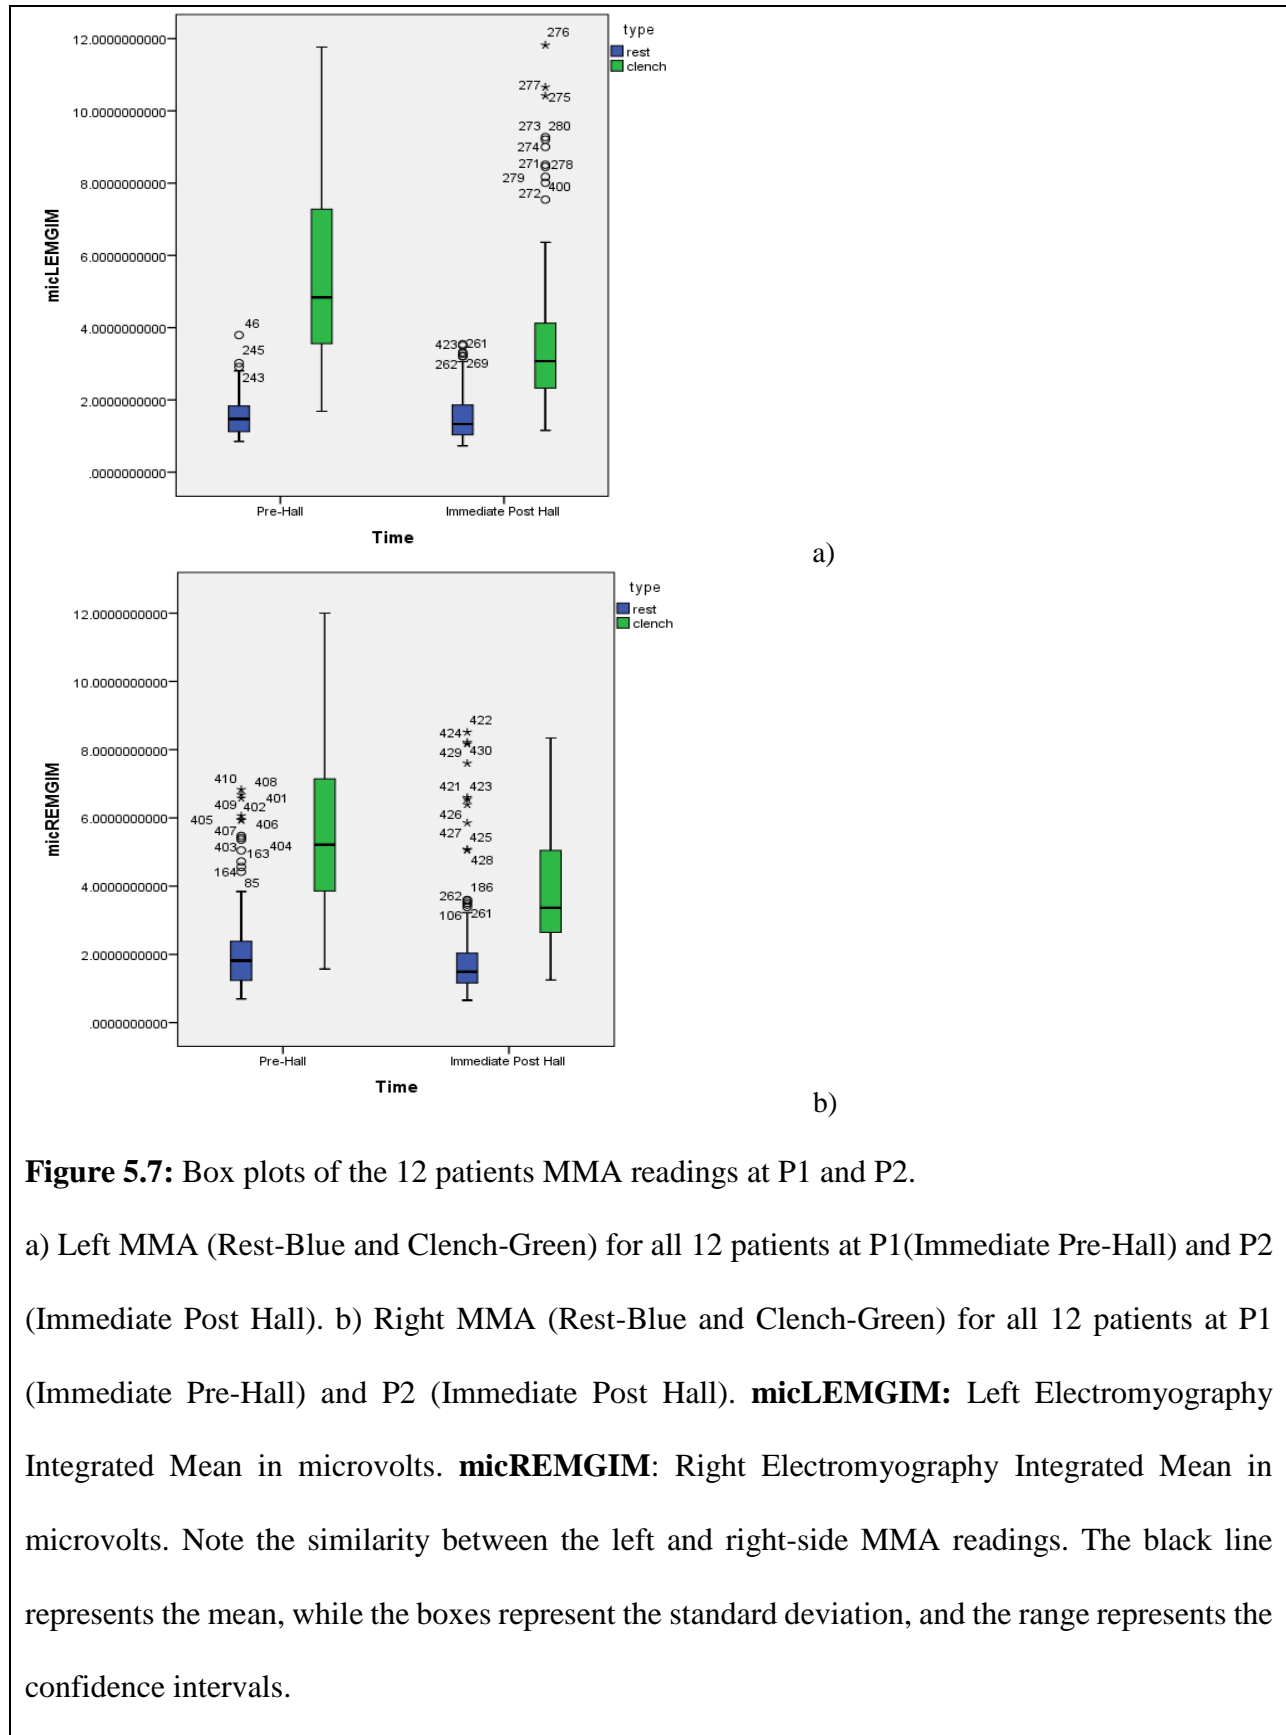 type
rest
clench
12.0000000000
10.0000000000
8.0000000000
6.0000000000
4.0000000000
2.0000000000
.0000000000
micLEMGIM
46
245
243
423 261
262 269
276
277
275
273 280
274
271 278
279
400
272
Pre-Hall
Immediate Post Hall
Time
a)
type
rest
clench
12.0000000000
10.0000000000
8.0000000000
6.0000000000
4.0000000000
2.0000000000
.0000000000
micREMGIM
410 408
401
409 402
405
406
407
403 163 404
164
85
422
424
429 430
421 423
426
427 425
428
186
262
106 261
Pre-Hall
Immediate Post Hall
Time
b)
Figure 5.7: Box plots of the 12 patients MMA readings at P1 and P2.
a) Left MMA (Rest-Blue and Clench-Green) for all 12 patients at P1(Immediate Pre-Hall) and P2
(Immediate Post Hall). b) Right MMA (Rest-Blue and Clench-Green) for all 12 patients at P1
(Immediate Pre-Hall) and P2 (Immediate Post Hall). micLEMGIM: Left Electromyography
Integrated Mean in microvolts. micREMGIM: Right Electromyography Integrated Mean in
microvolts. Note the similarity between the left and right-side MMA readings. The black line
represents the mean, while the boxes represent the standard deviation, and the range represents the
confidence intervals.